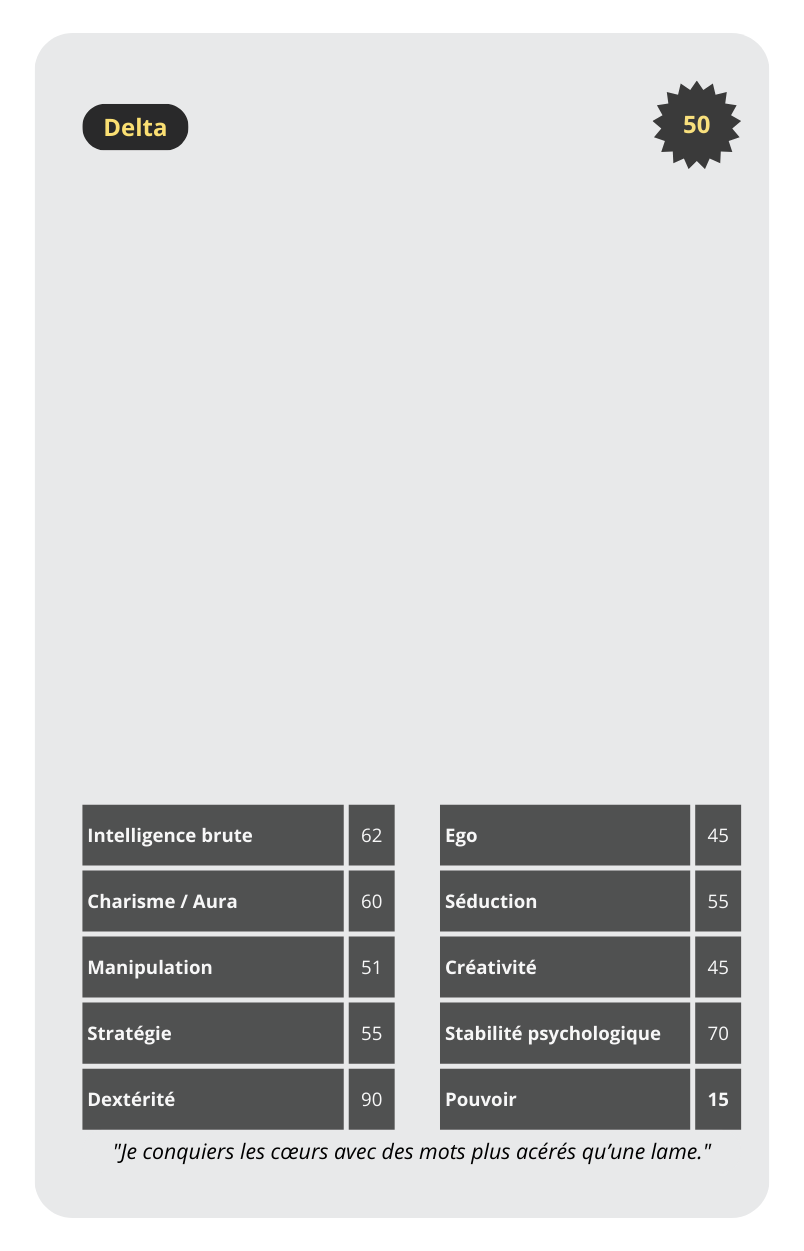 Delta
50
Intelligence brute 62
Charisme / Aura 60
Manipulation 51
Stratégie 55
Dextérité 90
Ego 45
Séduction 55
Créativité 45
Stabilité psychologique 70
Pouvoir 15
"Je conquiers les cœurs avec des mots plus acérés qu’une lame."